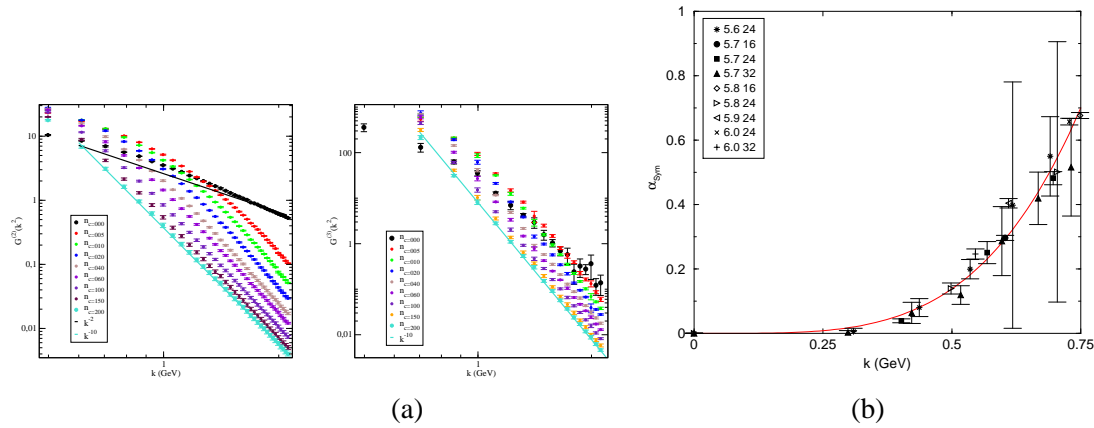 10
1
0,1
0,01
G⁽²⁾(k²)
n_c=000
n_c=005
n_c=010
n_c=020
n_c=040
n_c=060
n_c=100
n_c=150
n_c=200
k⁻²
k⁻¹⁰
1
k (GeV)
100
1
0,01
G⁽³⁾(k²)
n_c=000
n_c=005
n_c=010
n_c=020
n_c=040
n_c=060
n_c=100
n_c=150
n_c=200
k⁻¹⁰
1
k (GeV)
(a)
1
0.8
0.6
0.4
0.2
0
α_Sym
5.6 24
5.7 16
5.7 24
5.7 32
5.8 16
5.8 24
5.9 24
6.0 24
6.0 32
0 0.25 0.5 0.75
k (GeV)
(b)